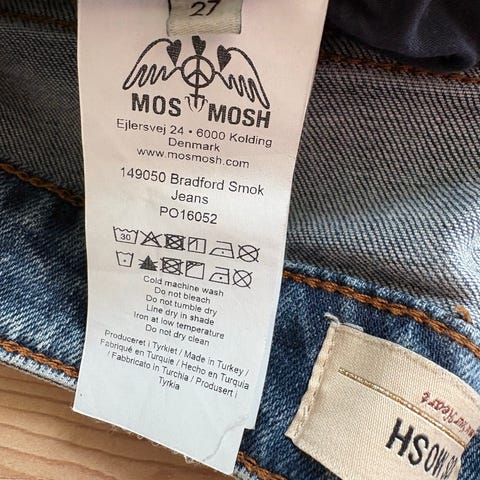 27
MOS MOSH
Ejlersvej 24 • 6000 Kolding
Denmark
www.mosmosh.com
149050 Bradford Smok
Jeans
PO16052
30
Cold machine wash
Do not bleach
Do not tumble dry
Line dry in shade
Iron at low temperature
Do not dry clean
Produceret i Tyrkiet / Made in Turkey /
Fabriqué en Turquie / Hecho en Turquía
/ Fabbricato in Turchia / Produsert i
Tyrkia
MOSH